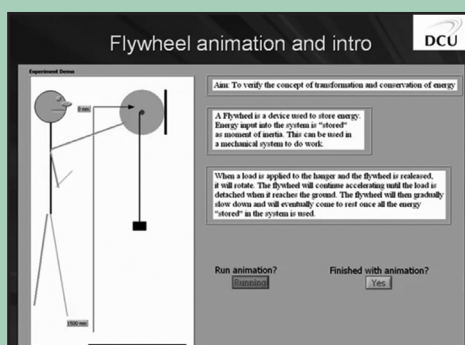 Flywheel animation and intro
DCU
Experiment Demo
Aim: To verify the concept of transformation and conservation of energy
0 mm
A Flywheel is a device used to store energy.
Energy input into the system is "stored"
as moment of inertia. This can be used in
a mechanical system to do work.
When a load is applied to the hanger and the flywheel is realeased,
it will rotate. The flywheel will continue accelerating until the load is
detached when it reaches the ground. The flywheel will then gradually
slow down and will eventually come to rest once all the energy
"stored" in the system is used.
Run animation?
Running
Finished with animation?
Yes
1500 mm